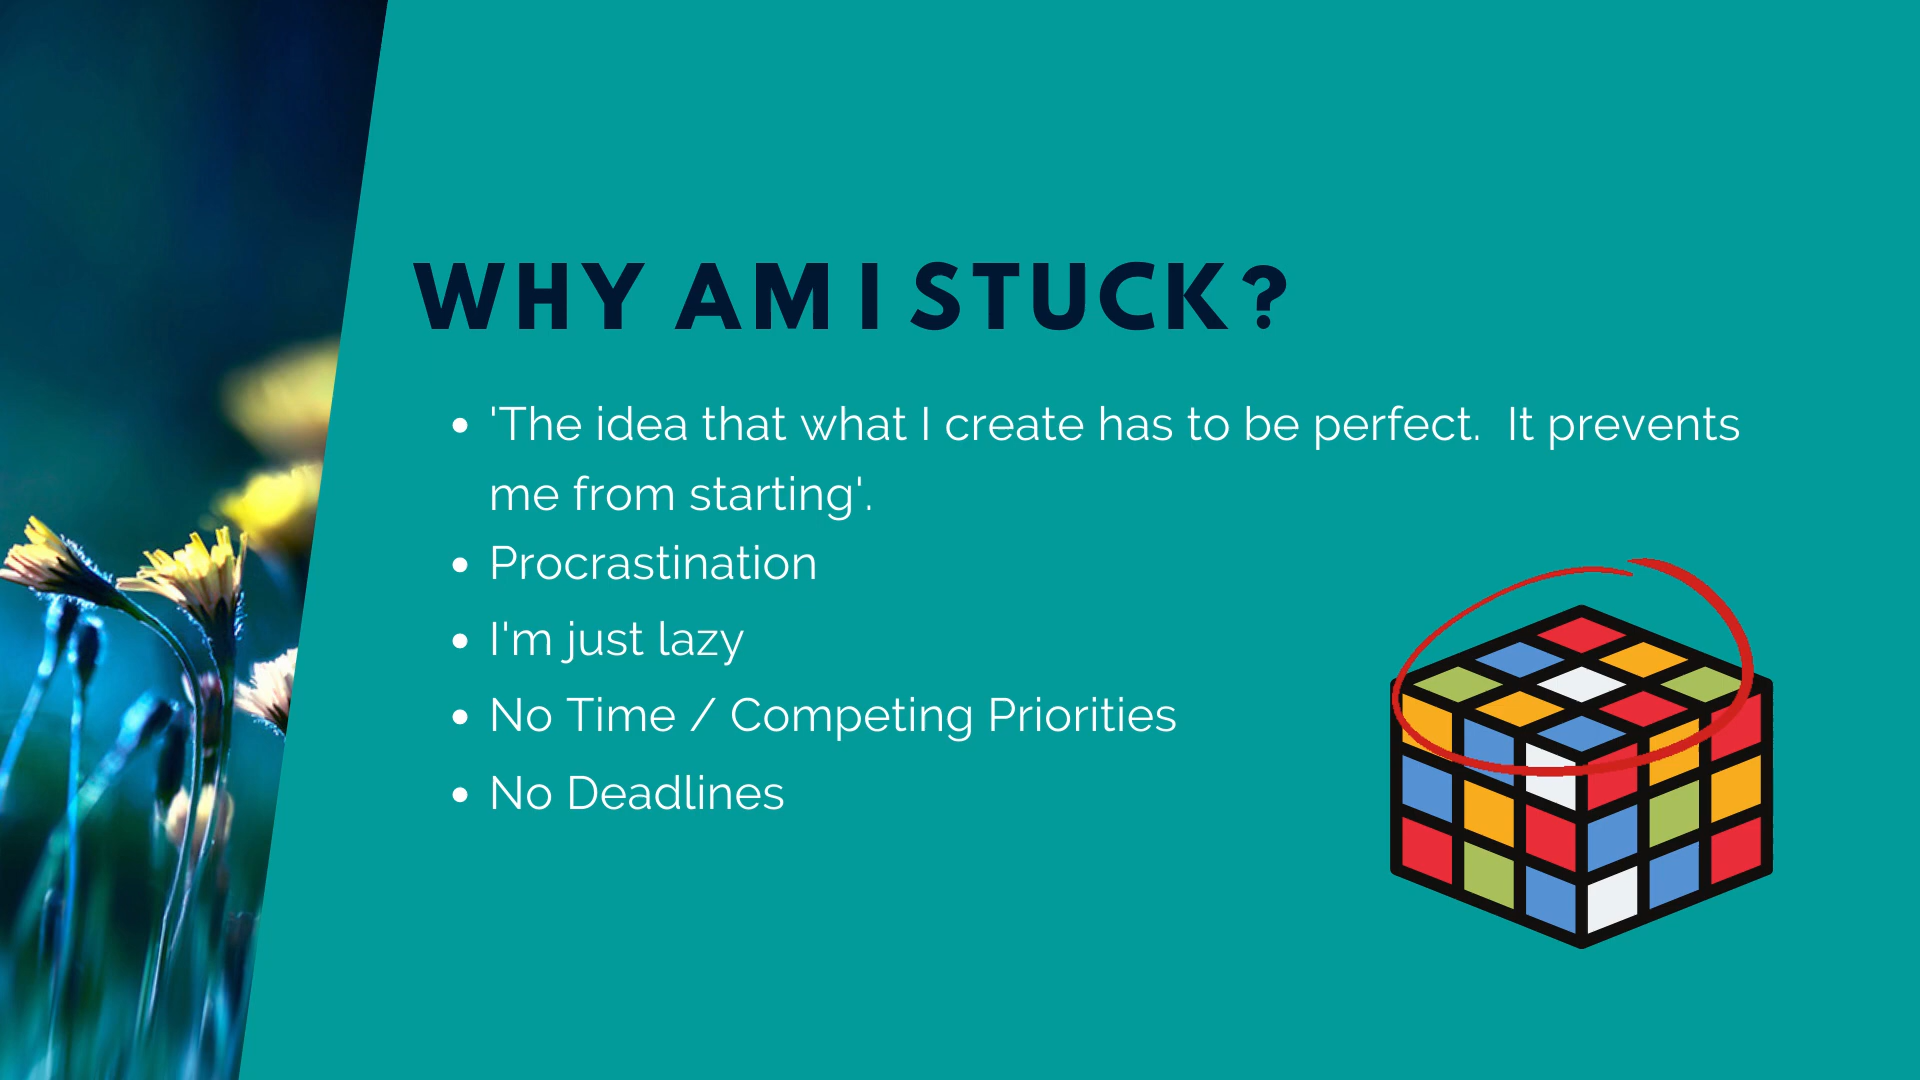 WHY AM I STUCK?
• 'The idea that what I create has to be perfect.  It prevents
me from starting'.
• Procrastination
• I'm just lazy
• No Time / Competing Priorities
• No Deadlines